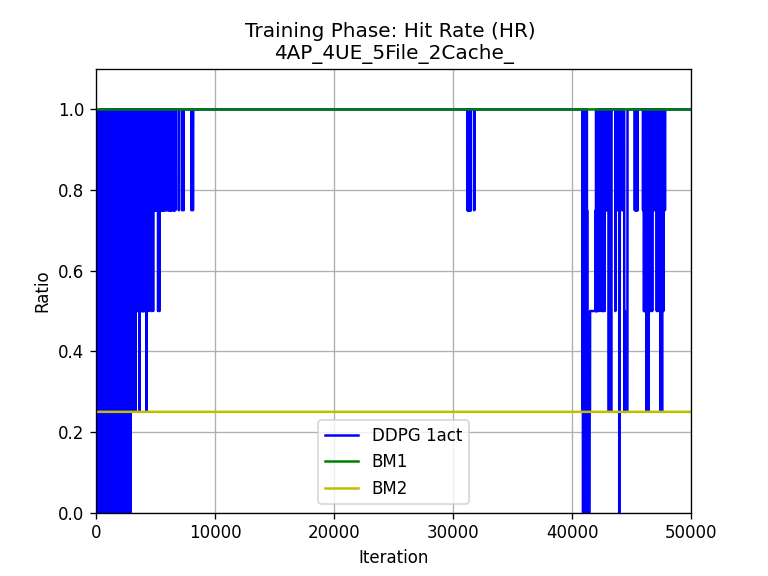 Training Phase: Hit Rate (HR)
4AP_4UE_5File_2Cache_
1.0
0.8
0.6
0.4
0.2
0.0
Ratio
DDPG 1act
BM1
BM2
0 10000 20000 30000 40000 50000
Iteration